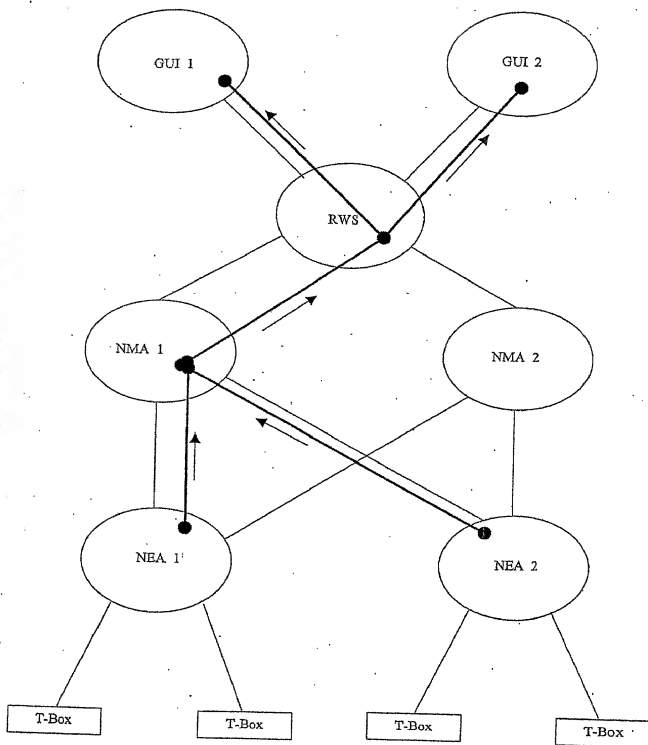 GUI 1
GUI 2
RWS
NMA 1
NMA 2
NEA 1
NEA 2
T-Box
T-Box
T-Box
T-Box